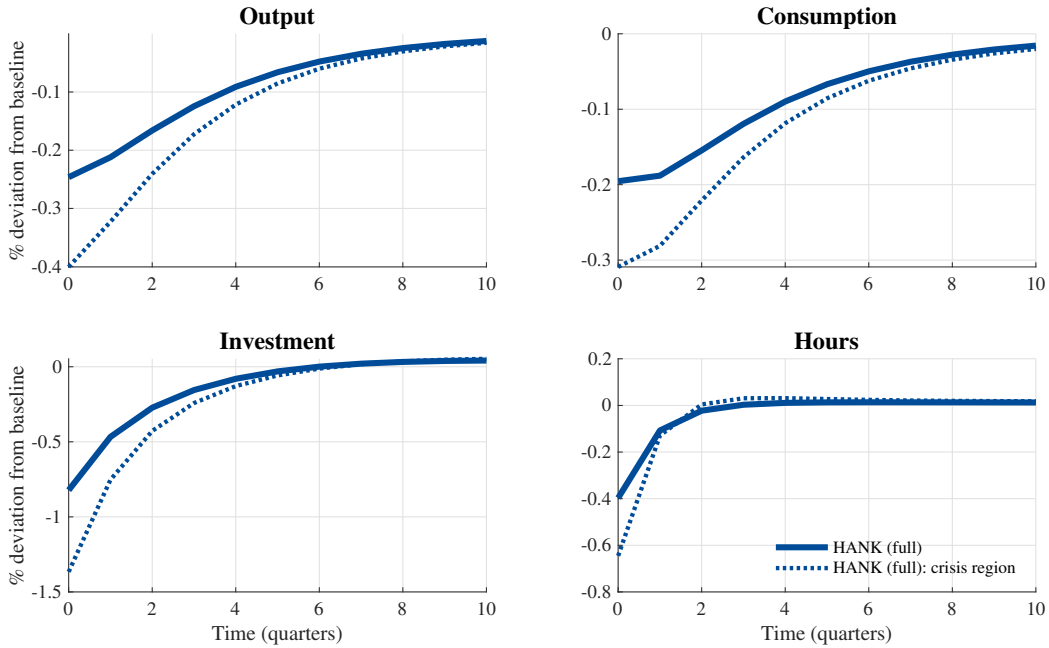 Output
% deviation from baseline
-0.1
-0.2
-0.3
-0.4
0 2 4 6 8 10
Consumption
0
-0.1
-0.2
-0.3
0 2 4 6 8 10
Investment
% deviation from baseline
0
-0.5
-1
-1.5
0 2 4 6 8 10
Time (quarters)
Hours
0.2
0
-0.2
-0.4
-0.6
-0.8
HANK (full)
HANK (full): crisis region
0 2 4 6 8 10
Time (quarters)